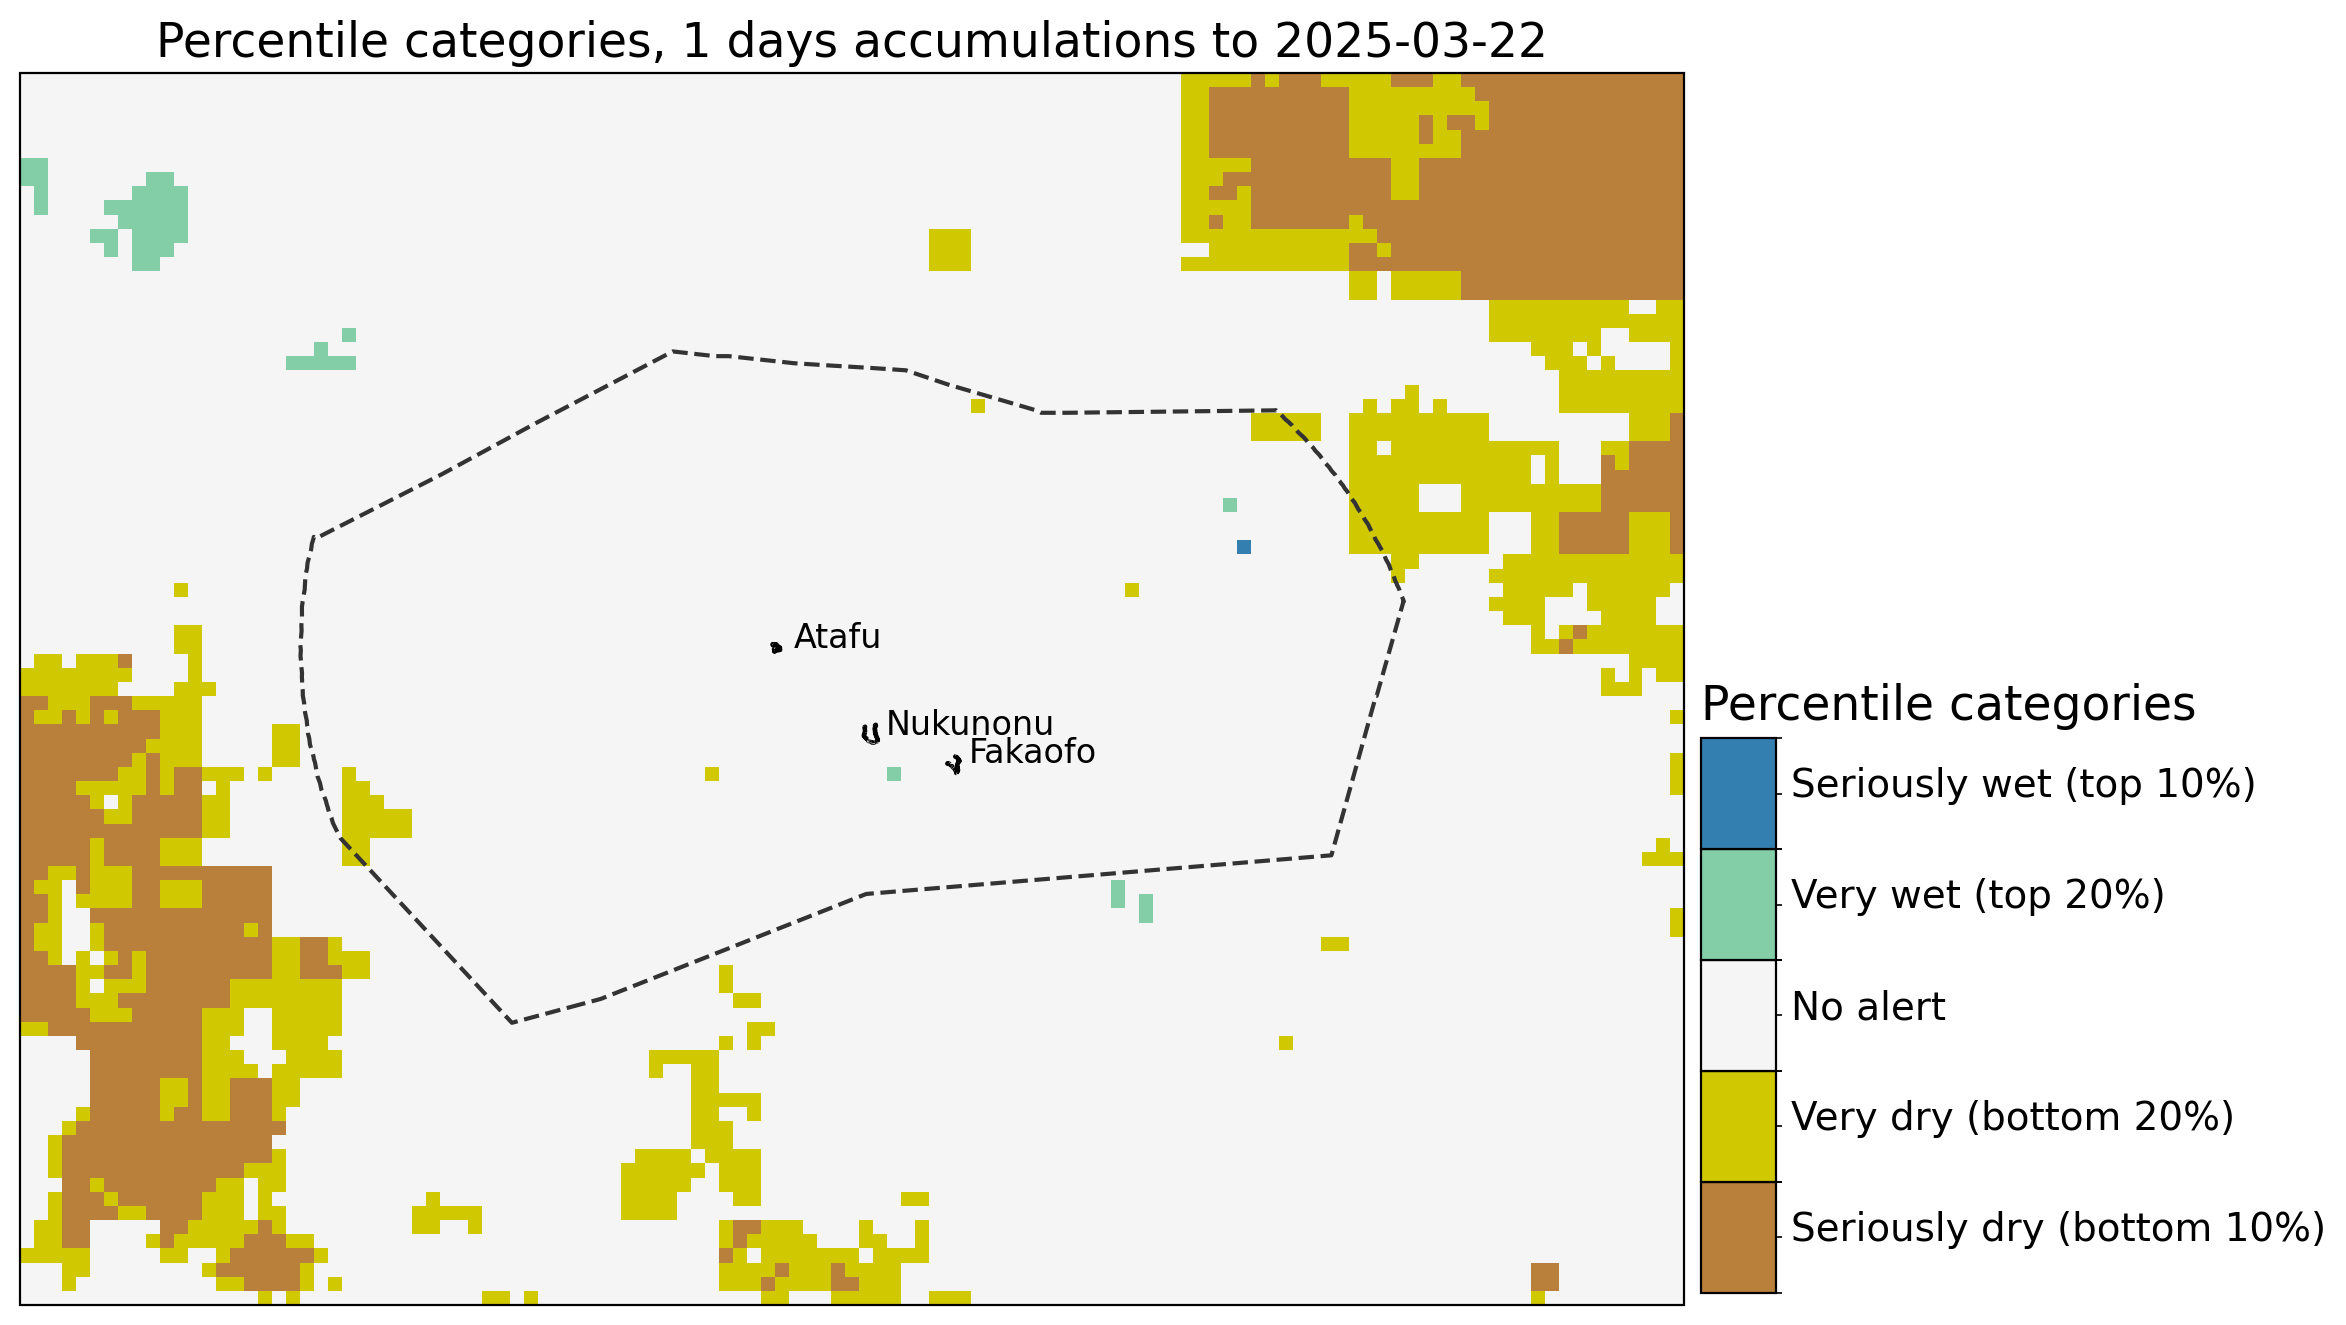 Percentile categories, 1 days accumulations to 2025-03-22
Atafu
Nukunonu
Fakaofo
Percentile categories
Seriously wet (top 10%)
Very wet (top 20%)
No alert
Very dry (bottom 20%)
Seriously dry (bottom 10%)